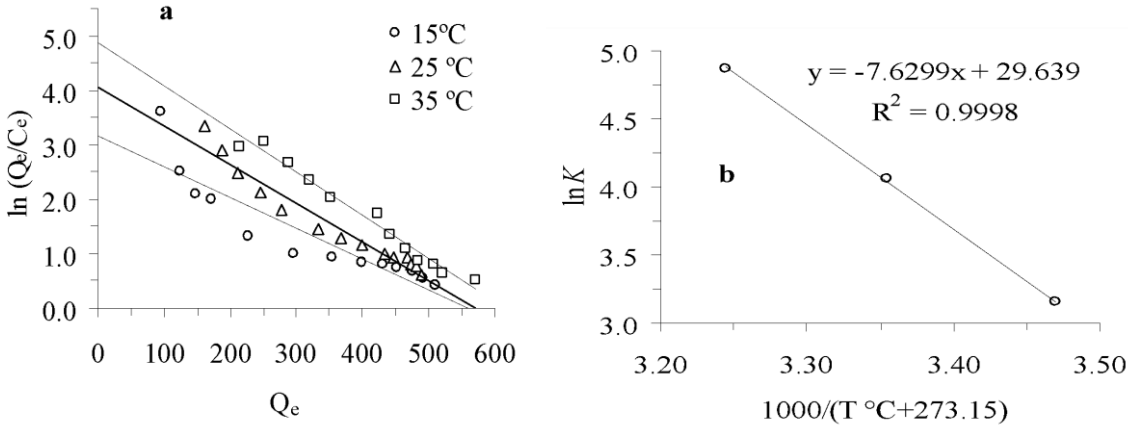 a
5.0
4.0
3.0
2.0
1.0
0.0
ln (Qe/Ce)
15ºC
25 ºC
35 ºC
0 100 200 300 400 500 600
Qe
5.0
4.5
4.0
3.5
3.0
lnK
y = -7.6299x + 29.639
R² = 0.9998
b
3.20 3.30 3.40 3.50
1000/(T °C+273.15)